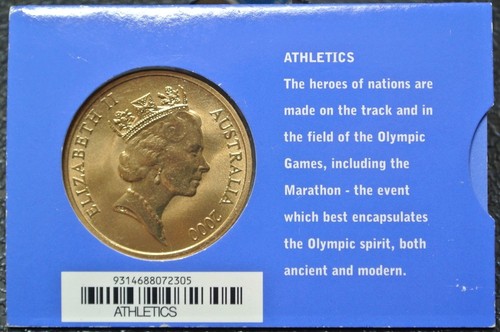 ELIZABETH II
AUSTRALIA 2000
ATHLETICS
The heroes of nations are
made on the track and in
the field of the Olympic
Games, including the
Marathon - the event
which best encapsulates
the Olympic spirit, both
ancient and modern.
9314688072305
ATHLETICS